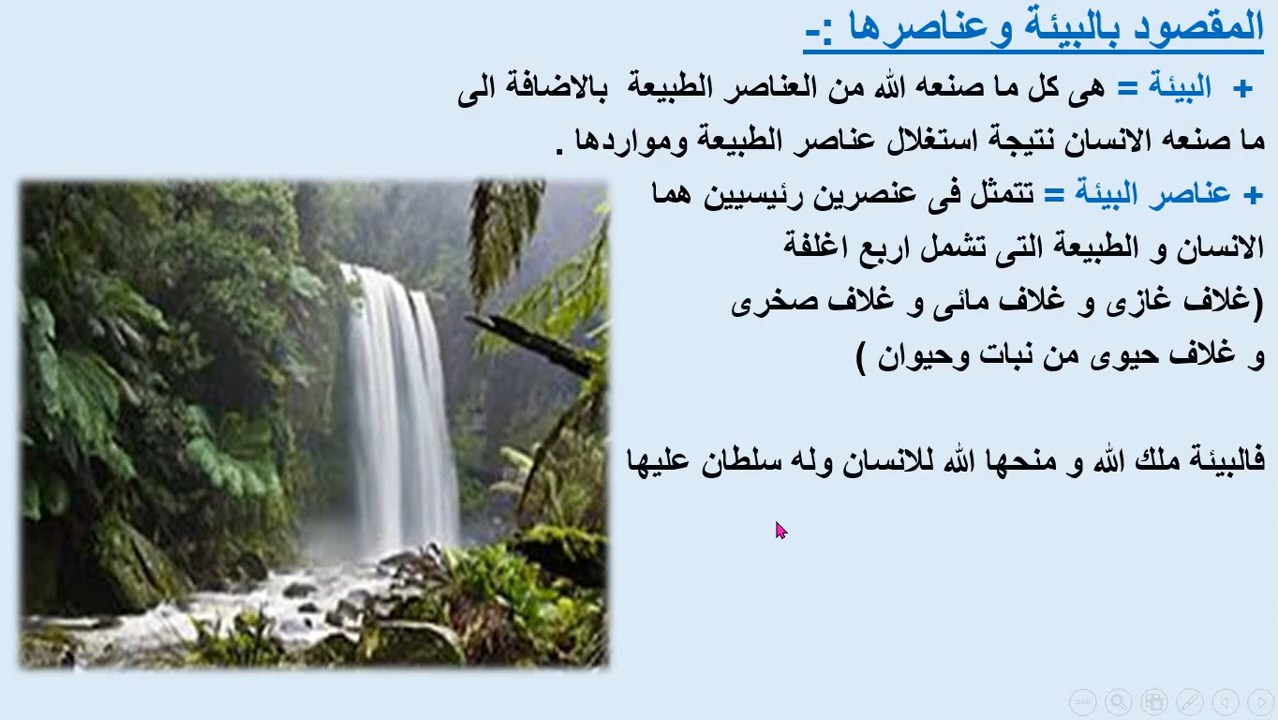 المقصود بالبيئة وعناصرها :-
+ البيئة = هى كل ما صنعه الله من العناصر الطبيعة بالاضافة الى
ما صنعه الانسان نتيجة استغلال عناصر الطبيعة ومواردها .
+ عناصر البيئة = تتمثل فى عنصرين رئيسيين هما
الانسان و الطبيعة التى تشمل اربع اغلفة
(غلاف غازى و غلاف مائى و غلاف صخرى
و غلاف حيوى من نبات وحيوان )
فالبيئة ملك الله و منحها الله للانسان وله سلطان عليها